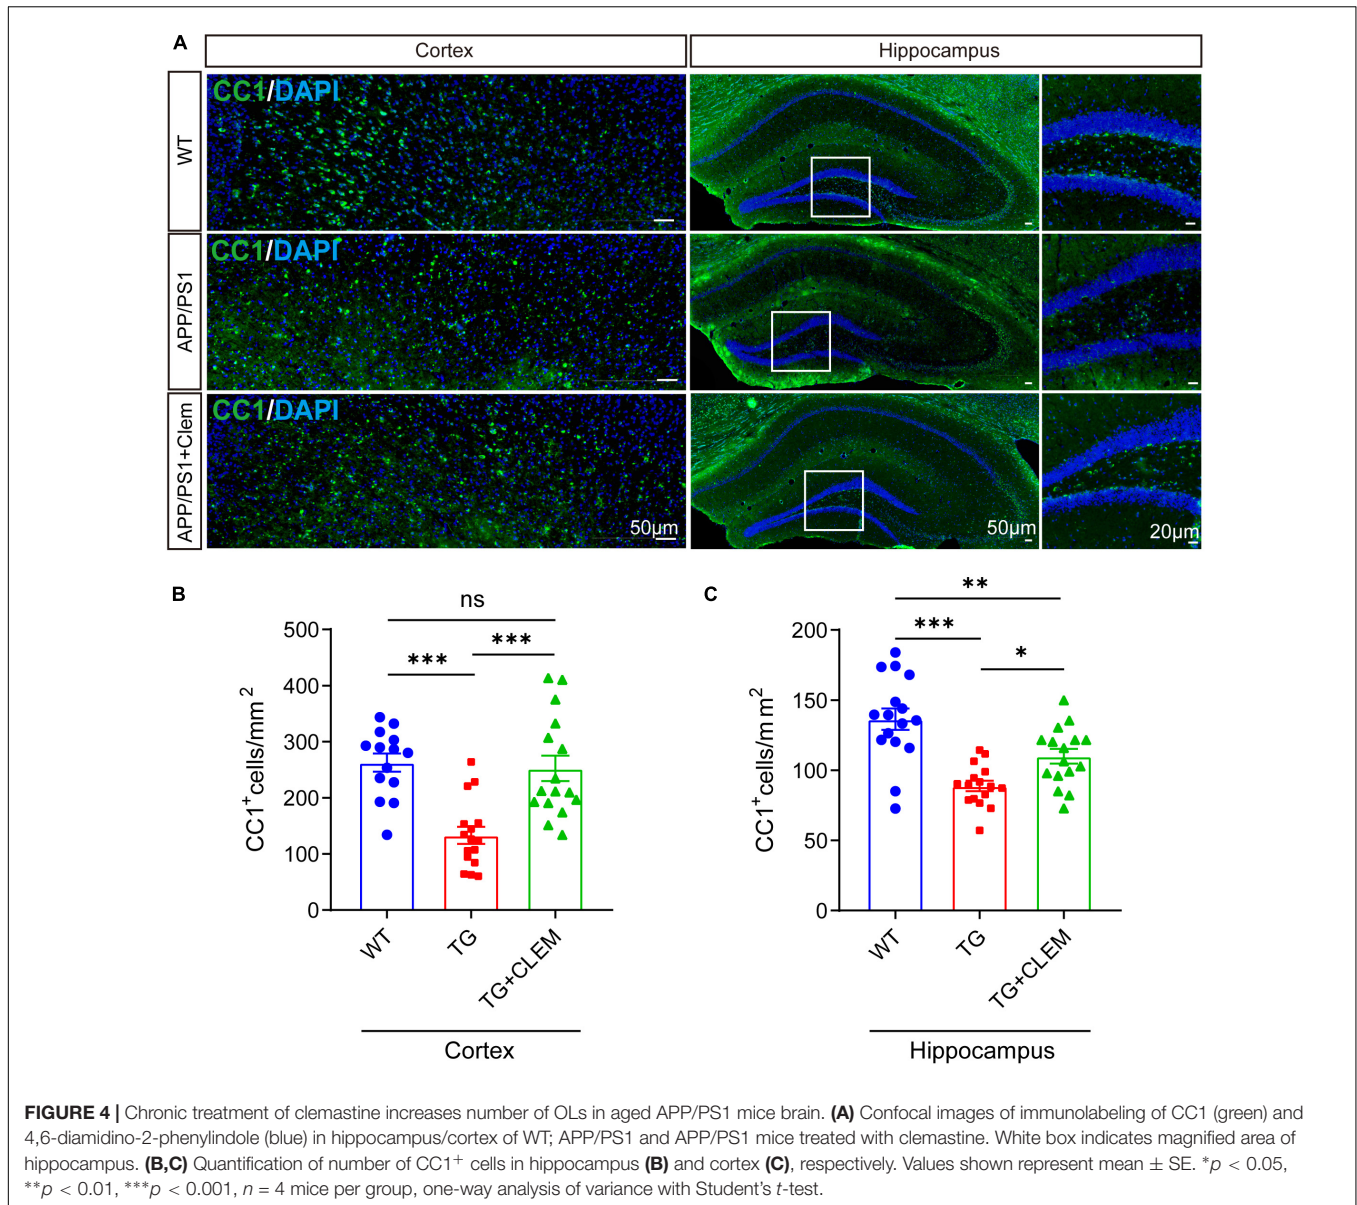 A
Cortex
Hippocampus
WT
CC1/DAPI
APP/PS1
CC1/DAPI
APP/PS1+Clem
CC1/DAPI
50µm
50µm
20µm
B
ns
***
***
CC1+cells/mm2
500
400
300
200
100
0
WT
TG
TG+CLEM
Cortex
C
**
***
*
CC1+cells/m m2
200
150
100
50
0
WT
TG
TG+CLEM
Hippocampus
FIGURE 4 | Chronic treatment of clemastine increases number of OLs in aged APP/PS1 mice brain. (A) Confocal images of immunolabeling of CC1 (green) and
4,6-diamidino-2-phenylindole (blue) in hippocampus/cortex of WT; APP/PS1 and APP/PS1 mice treated with clemastine. White box indicates magnified area of
hippocampus. (B,C) Quantification of number of CC1+ cells in hippocampus (B) and cortex (C), respectively. Values shown represent mean ± SE. *p < 0.05,
**p < 0.01, ***p < 0.001, n = 4 mice per group, one-way analysis of variance with Student's t-test.